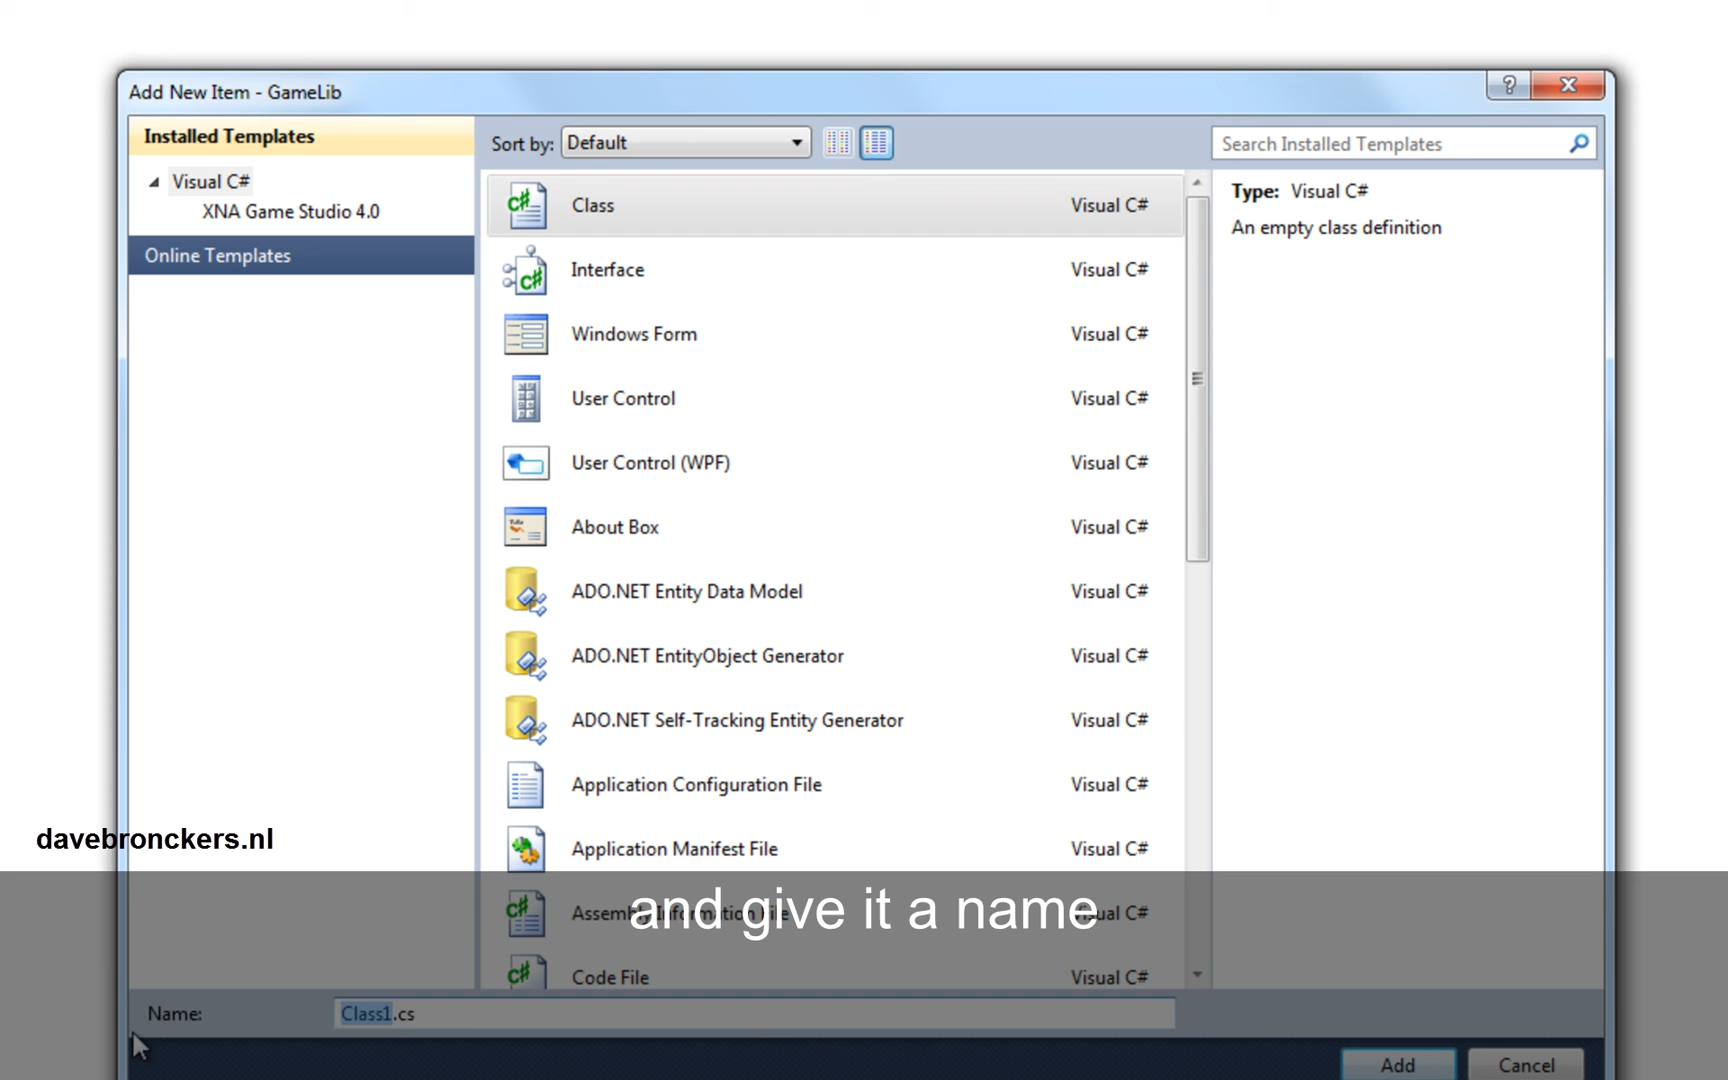 Add New Item - GameLib
?
Installed Templates
Visual C#
XNA Game Studio 4.0
Online Templates
Sort by: Default
Search Installed Templates
Class Visual C#
Interface Visual C#
Windows Form Visual C#
User Control Visual C#
User Control (WPF) Visual C#
About Box Visual C#
ADO.NET Entity Data Model Visual C#
ADO.NET EntityObject Generator Visual C#
ADO.NET Self-Tracking Entity Generator Visual C#
Application Configuration File Visual C#
Application Manifest File Visual C#
Assembly Information File Visual C#
Code File Visual C#
Type: Visual C#
An empty class definition
davebronckers.nl
and give it a name
Name: Class1.cs
Add Cancel